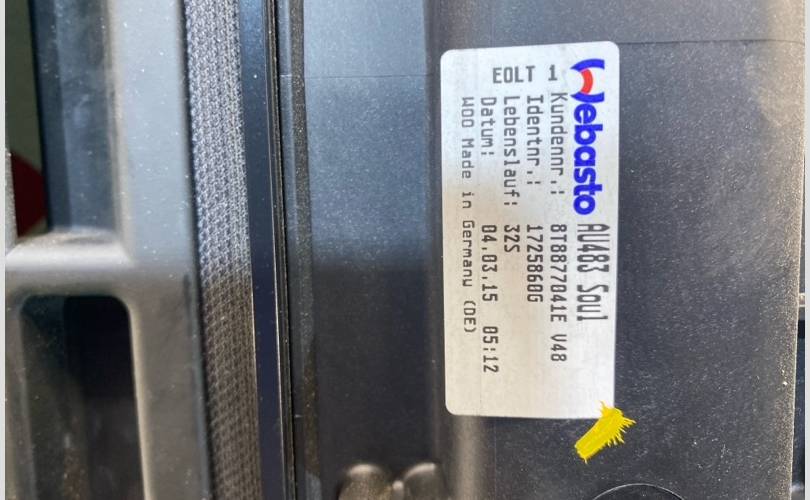 Webasto AU483 Soul
Kundennr.: 8T8877041E V48
Identnr.: 1725860G
Lebenslauf: 32S
Datum: 04.03.15 05:12
W00 Made in Germany (DE)
EOLT 1